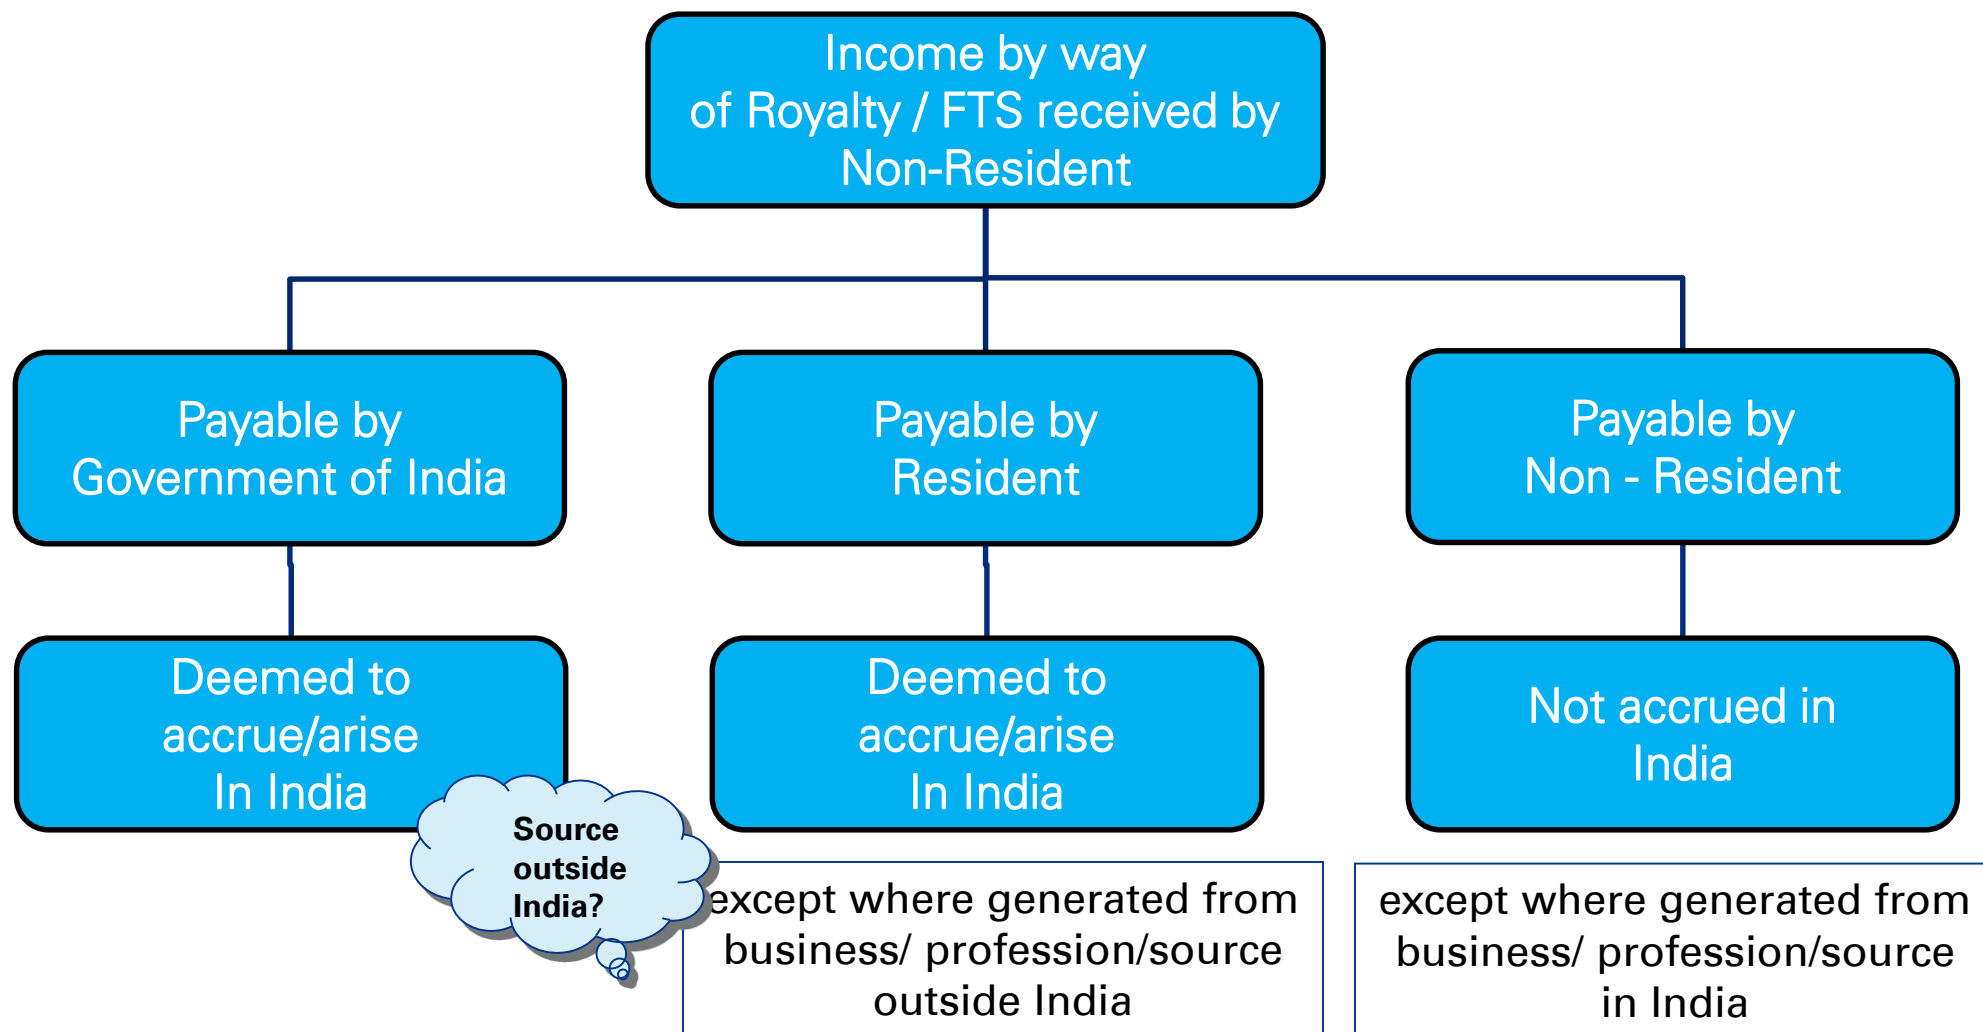 Income by way
of Royalty / FTS received by
Non-Resident
Payable by
Government of India
Payable by
Resident
Payable by
Non - Resident
Deemed to
accrue/arise
In India
Deemed to
accrue/arise
In India
Not accrued in
India
Source
outside
India?
except where generated from
business/ profession/source
outside India
except where generated from
business/ profession/source
in India